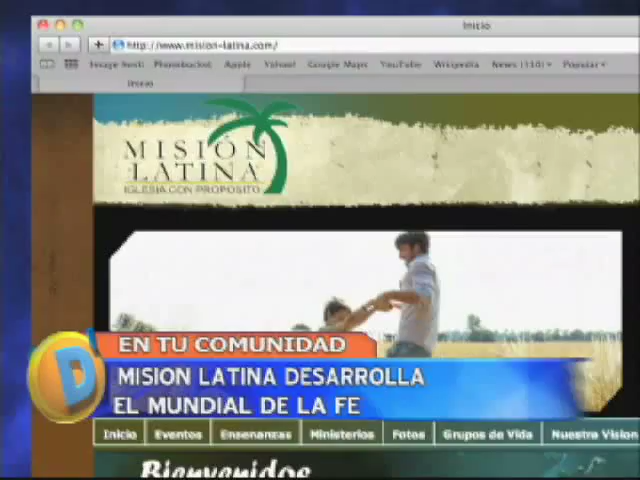 Inicio
http://www.mision-latina.com/
Image Host Photobucket Apple Yahoo! Google Maps YouTube Wikipedia News (110) Popular
Inicio
MISIÓN
LATINA
IGLESIA CON PROPOSITO
D
EN TU COMUNIDAD
MISION LATINA DESARROLLA
EL MUNDIAL DE LA FE
Inicio Eventos Ensenanzas Ministerios Fotos Grupos de Vida Nuestra Vision
Bienvenidos